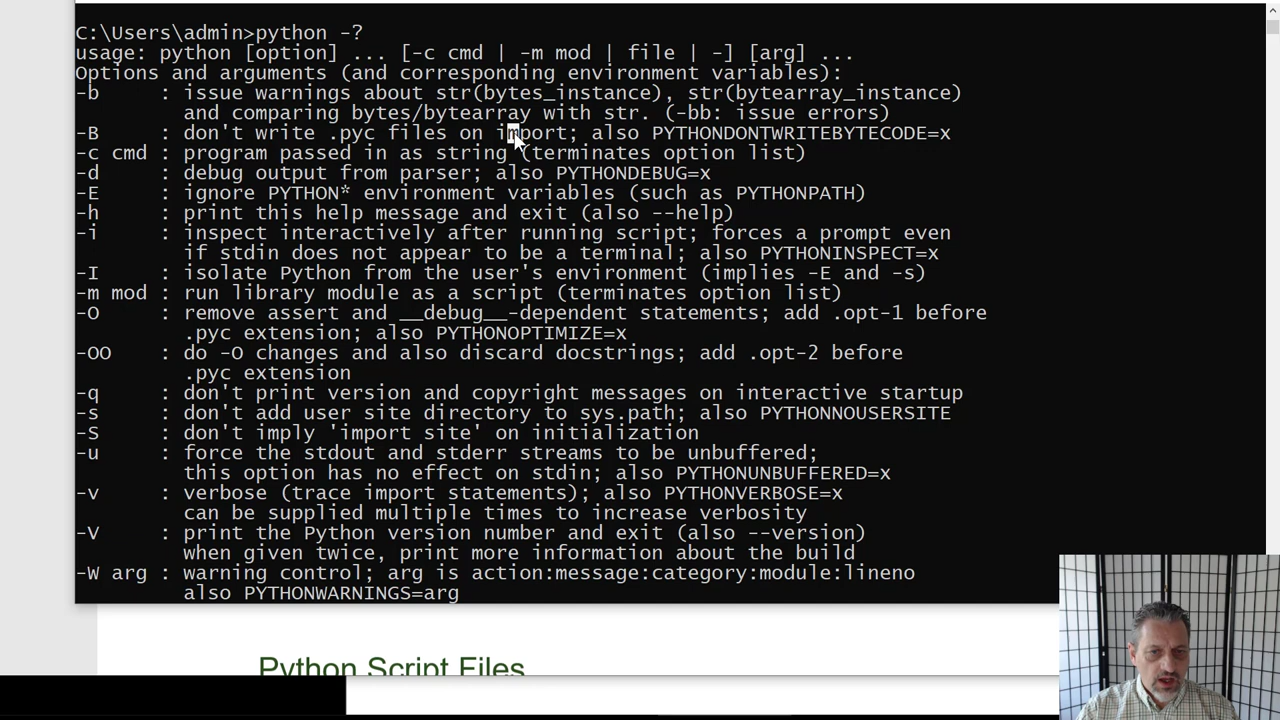 C:\Users\admin>python -?
usage: python [option] ... [-c cmd | -m mod | file | -] [arg] ...
Options and arguments (and corresponding environment variables):
-b     : issue warnings about str(bytes_instance), str(bytearray_instance)
         and comparing bytes/bytearray with str. (-bb: issue errors)
-B     : don't write .pyc files on import; also PYTHONDONTWRITEBYTECODE=x
-c cmd : program passed in as string (terminates option list)
-d     : debug output from parser; also PYTHONDEBUG=x
-E     : ignore PYTHON* environment variables (such as PYTHONPATH)
-h     : print this help message and exit (also --help)
-i     : inspect interactively after running script; forces a prompt even
         if stdin does not appear to be a terminal; also PYTHONINSPECT=x
-I     : isolate Python from the user's environment (implies -E and -s)
-m mod : run library module as a script (terminates option list)
-O     : remove assert and __debug__-dependent statements; add .opt-1 before
         .pyc extension; also PYTHONOPTIMIZE=x
-OO    : do -O changes and also discard docstrings; add .opt-2 before
         .pyc extension
-q     : don't print version and copyright messages on interactive startup
-s     : don't add user site directory to sys.path; also PYTHONNOUSERSITE
-S     : don't imply 'import site' on initialization
-u     : force the stdout and stderr streams to be unbuffered;
         this option has no effect on stdin; also PYTHONUNBUFFERED=x
-v     : verbose (trace import statements); also PYTHONVERBOSE=x
         can be supplied multiple times to increase verbosity
-V     : print the Python version number and exit (also --version)
         when given twice, print more information about the build
-W arg : warning control; arg is action:message:category:module:lineno
         also PYTHONWARNINGS=arg
Python Script Files